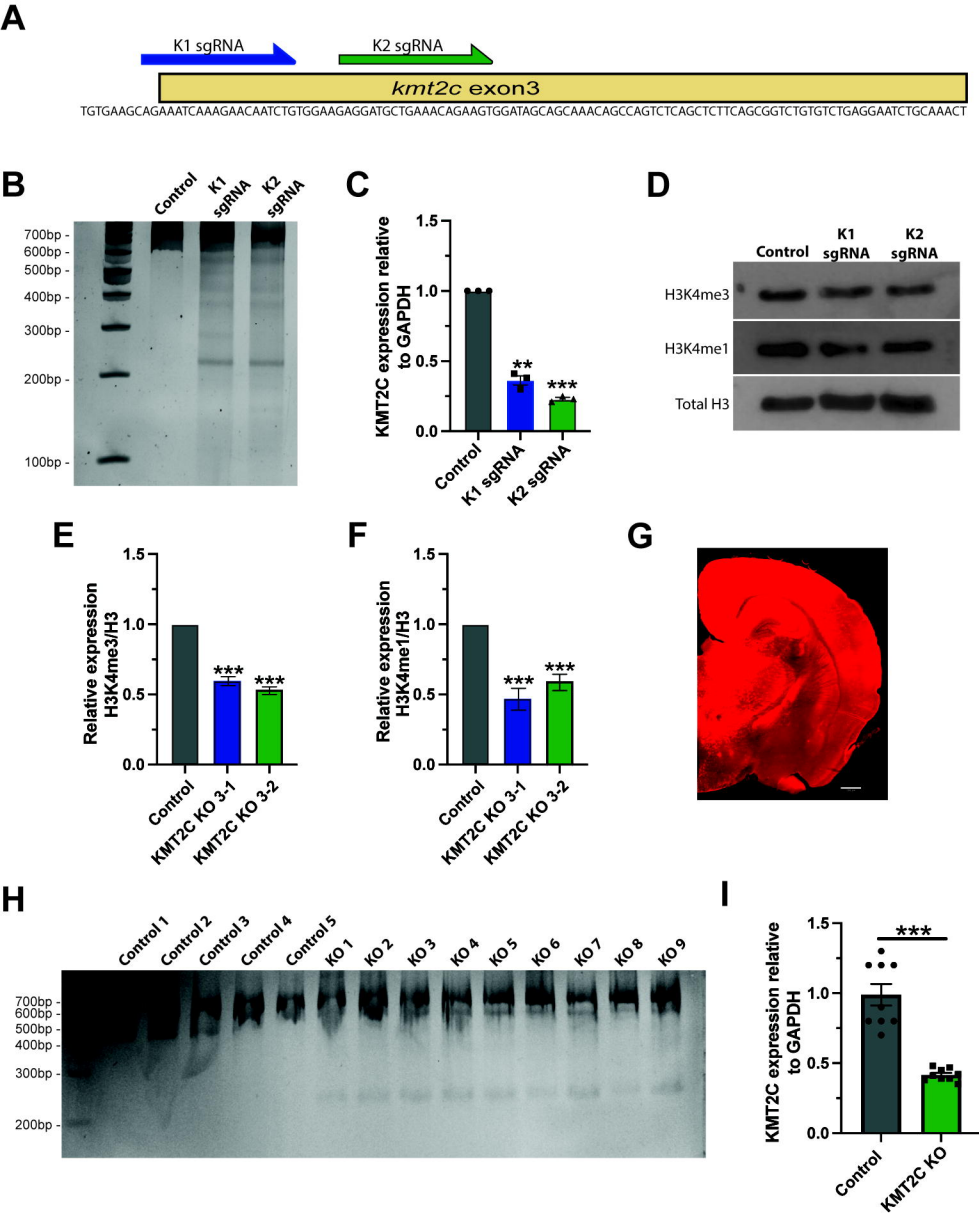 A
K1 sgRNA
K2 sgRNA
kmt2c exon3
TGTGAAGCAGAAATCAAAGAACAATCTGTGGAAGAGGATGCTGAAACAGAAGTGGATAGCAGCAAACAGCCAGTCTCAGCTCTTCAGCGGTCTGTGTCTGAGGAATCTGCAAACT
B
Control
K1
sgRNA
K2
sgRNA
700bp -
600bp -
500bp -
400bp -
300bp -
200bp -
100bp -
C
KMT2C expression relative
to GAPDH
1.5
1.0
0.5
0.0
**
***
Control
K1 sgRNA
K2 sgRNA
D
Control
K1
sgRNA
K2
sgRNA
H3K4me3
H3K4me1
Total H3
E
Relative expression
H3K4me3/H3
1.5
1.0
0.5
0.0
***
***
Control
KMT2C KO 3-1
KMT2C KO 3-2
F
Relative expression
H3K4me1/H3
1.5
1.0
0.5
0.0
***
***
Control
KMT2C KO 3-1
KMT2C KO 3-2
G
H
Control 1
Control 2
Control 3
Control 4
Control 5
KO 1
KO 2
KO 3
KO 4
KO 5
KO 6
KO 7
KO 8
KO 9
700bp -
600bp -
500bp -
400bp -
300bp -
200bp -
I
KMT2C expression relative
to GAPDH
1.5
1.0
0.5
0.0
***
Control
KMT2C KO